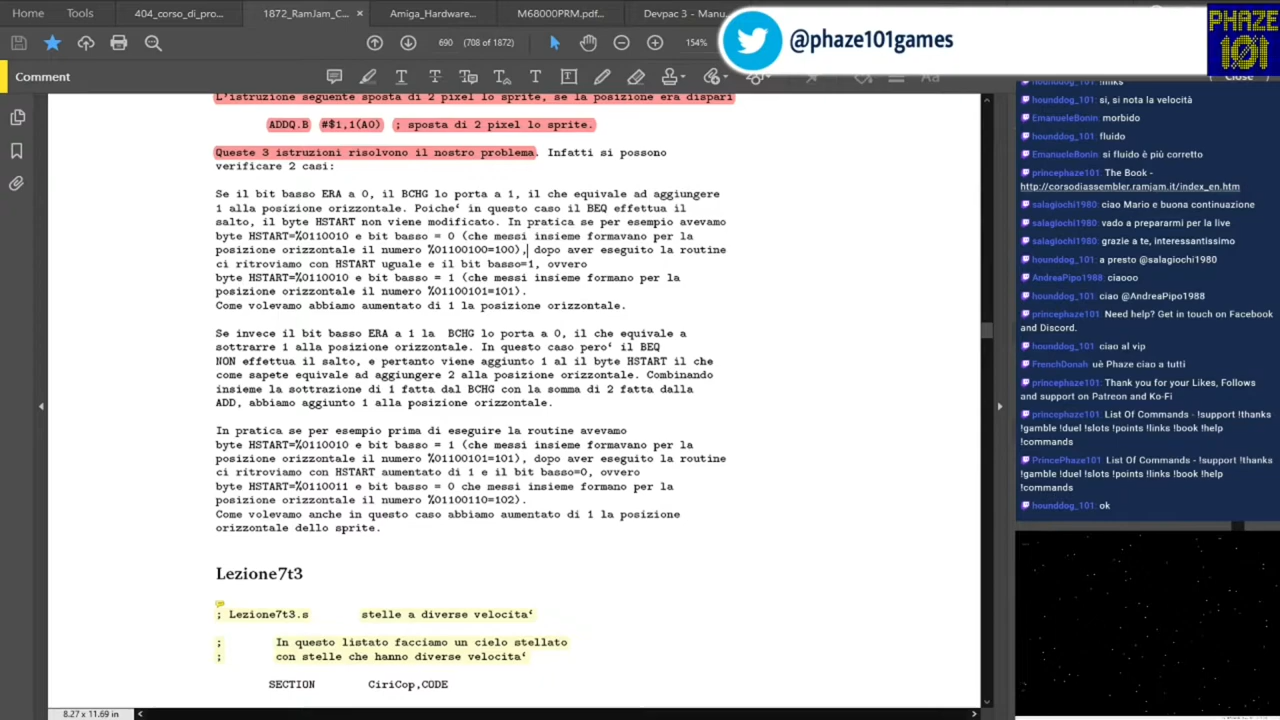 Home
Tools
404_corso_di_pro...
1872_RamJam_C...
Amiga_Hardware...
M68000PRM.pdf...
Devpac 3 - Manu...
@phaze101games
PHAZE
101
690 (708 of 1872)
154%
Comment
Close
L'istruzione seguente sposta di 2 pixel lo sprite, se la posizione era dispari
ADDQ.B #$1,1(A0) ; sposta di 2 pixel lo sprite.
Queste 3 istruzioni risolvono il nostro problema. Infatti si possono
verificare 2 casi:
Se il bit basso ERA a 0, il BCHG lo porta a 1, il che equivale ad aggiungere
1 alla posizione orizzontale. Poiche‘ in questo caso il BEQ effettua il
salto, il byte HSTART non viene modificato. In pratica se per esempio avevamo
byte HSTART=%0110010 e bit basso = 0 (che messi insieme formavano per la
posizione orizzontale il numero %01100100=100), dopo aver eseguito la routine
ci ritroviamo con HSTART uguale e il bit basso=1, ovvero
byte HSTART=%0110010 e bit basso = 1 (che messi insieme formano per la
posizione orizzontale il numero %01100101=101).
Come volevamo abbiamo aumentato di 1 la posizione orizzontale.
Se invece il bit basso ERA a 1 la  BCHG lo porta a 0, il che equivale a
sottrarre 1 alla posizione orizzontale. In questo caso pero‘ il BEQ
NON effettua il salto, e pertanto viene aggiunto 1 al il byte HSTART il che
come sapete equivale ad aggiungere 2 alla posizione orizzontale. Combinando
insieme la sottrazione di 1 fatta dal BCHG con la somma di 2 fatta dalla
ADD, abbiamo aggiunto 1 alla posizione orizzontale.
In pratica se per esempio prima di eseguire la routine avevamo
byte HSTART=%0110010 e bit basso = 1 (che messi insieme formavano per la
posizione orizzontale il numero %01100101=101), dopo aver eseguito la routine
ci ritroviamo con HSTART aumentato di 1 e il bit basso=0, ovvero
byte HSTART=%0110011 e bit basso = 0 che messi insieme formano per la
posizione orizzontale il numero %01100110=102).
Come volevamo anche in questo caso abbiamo aumentato di 1 la posizione
orizzontale dello sprite.
Lezione7t3
; Lezione7t3.s stelle a diverse velocita‘
; In questo listato facciamo un cielo stellato
; con stelle che hanno diverse velocita‘
SECTION CiriCop,CODE
8.27 x 11.69 in
hounddog_101: !links
hounddog_101: si, si nota la velocità
EmanueleBonin: morbido
hounddog_101: fluido
EmanueleBonin: si fluido è più corretto
princephaze101: The Book -
http://corsodiassembler.ramjam.it/index_en.htm
salagiochi1980: ciao Mario e buona continuazione
salagiochi1980: vado a prepararmi per la live
salagiochi1980: grazie a te, interessantissimo
hounddog_101: a presto @salagiochi1980
AndreaPipo1988: ciaooo
hounddog_101: ciao @AndreaPipo1988
princephaze101: Need help? Get in touch on Facebook
and Discord.
hounddog_101: ciao al vip
FrenchDonah: uè Phaze ciao a tutti
princephaze101: Thank you for your Likes, Follows
and support on Patreon and Ko-Fi
princephaze101: List Of Commands - !support !thanks
!gamble !duel !slots !points !links !book !help
!commands
PrincePhaze101: List Of Commands - !support !thanks
!gamble !duel !slots !points !links !book !help
!commands
hounddog_101: ok